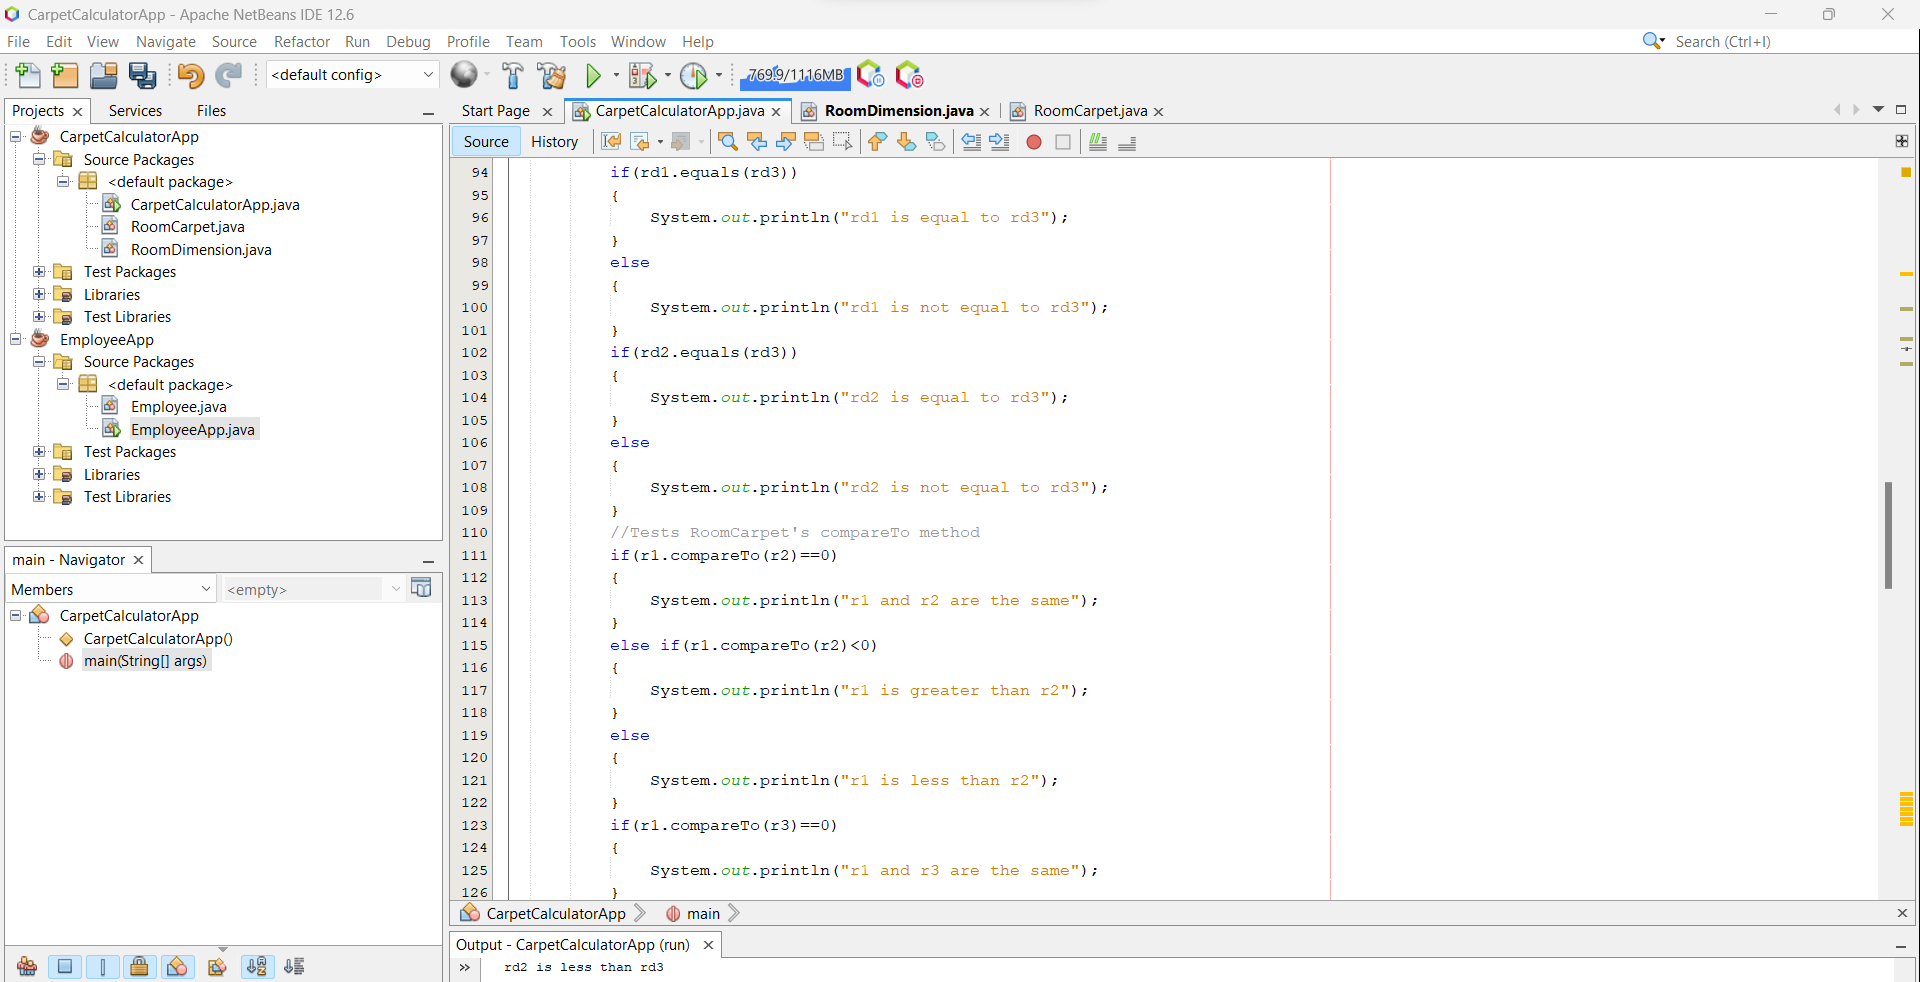 CarpetCalculatorApp - Apache NetBeans IDE 12.6
File Edit View Navigate Source Refactor Run Debug Profile Team Tools Window Help
Search (Ctrl+I)
<default config>
769.9/1116MB
Projects Services Files
CarpetCalculatorApp
Source Packages
<default package>
CarpetCalculatorApp.java
RoomCarpet.java
RoomDimension.java
Test Packages
Libraries
Test Libraries
EmployeeApp
Source Packages
<default package>
Employee.java
EmployeeApp.java
Test Packages
Libraries
Test Libraries
main - Navigator
Members
<empty>
CarpetCalculatorApp
CarpetCalculatorApp()
main(String[] args)
Start Page CarpetCalculatorApp.java RoomDimension.java RoomCarpet.java
Source History
94 if(rd1.equals(rd3))
95 {
96 System.out.println("rd1 is equal to rd3");
97 }
98 else
99 {
100 System.out.println("rd1 is not equal to rd3");
101 }
102 if(rd2.equals(rd3))
103 {
104 System.out.println("rd2 is equal to rd3");
105 }
106 else
107 {
108 System.out.println("rd2 is not equal to rd3");
109 }
110 //Tests RoomCarpet's compareTo method
111 if(r1.compareTo(r2)==0)
112 {
113 System.out.println("r1 and r2 are the same");
114 }
115 else if(r1.compareTo(r2)<0)
116 {
117 System.out.println("r1 is greater than r2");
118 }
119 else
120 {
121 System.out.println("r1 is less than r2");
122 }
123 if(r1.compareTo(r3)==0)
124 {
125 System.out.println("r1 and r3 are the same");
126 }
CarpetCalculatorApp main
Output - CarpetCalculatorApp (run)
rd2 is less than rd3